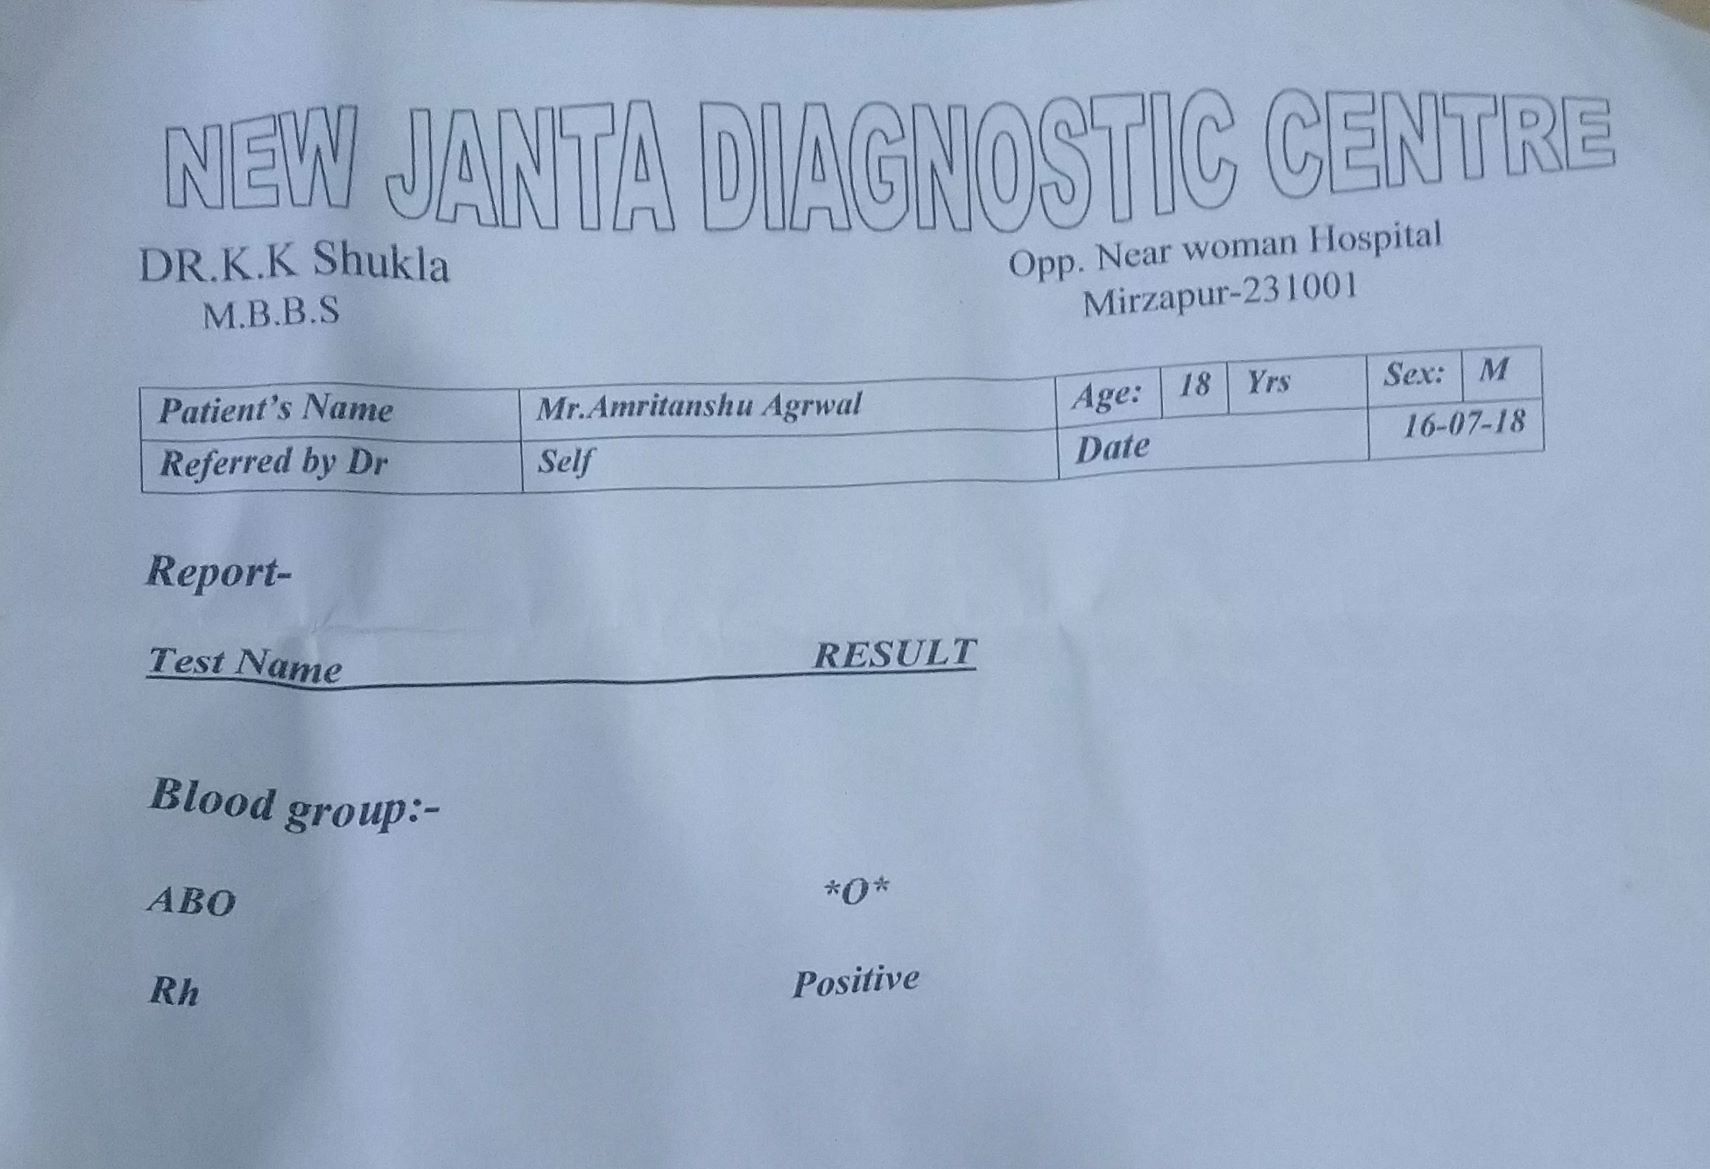 NEW JANTA DIAGNOSTIC CENTRE
DR.K.K Shukla
M.B.B.S
Opp. Near woman Hospital
Mirzapur-231001
Patient's Name Mr.Amritanshu Agrwal Age: 18 Yrs Sex: M
Referred by Dr Self Date 16-07-18
Report-
Test Name RESULT
Blood group:-
ABO *O*
Rh Positive